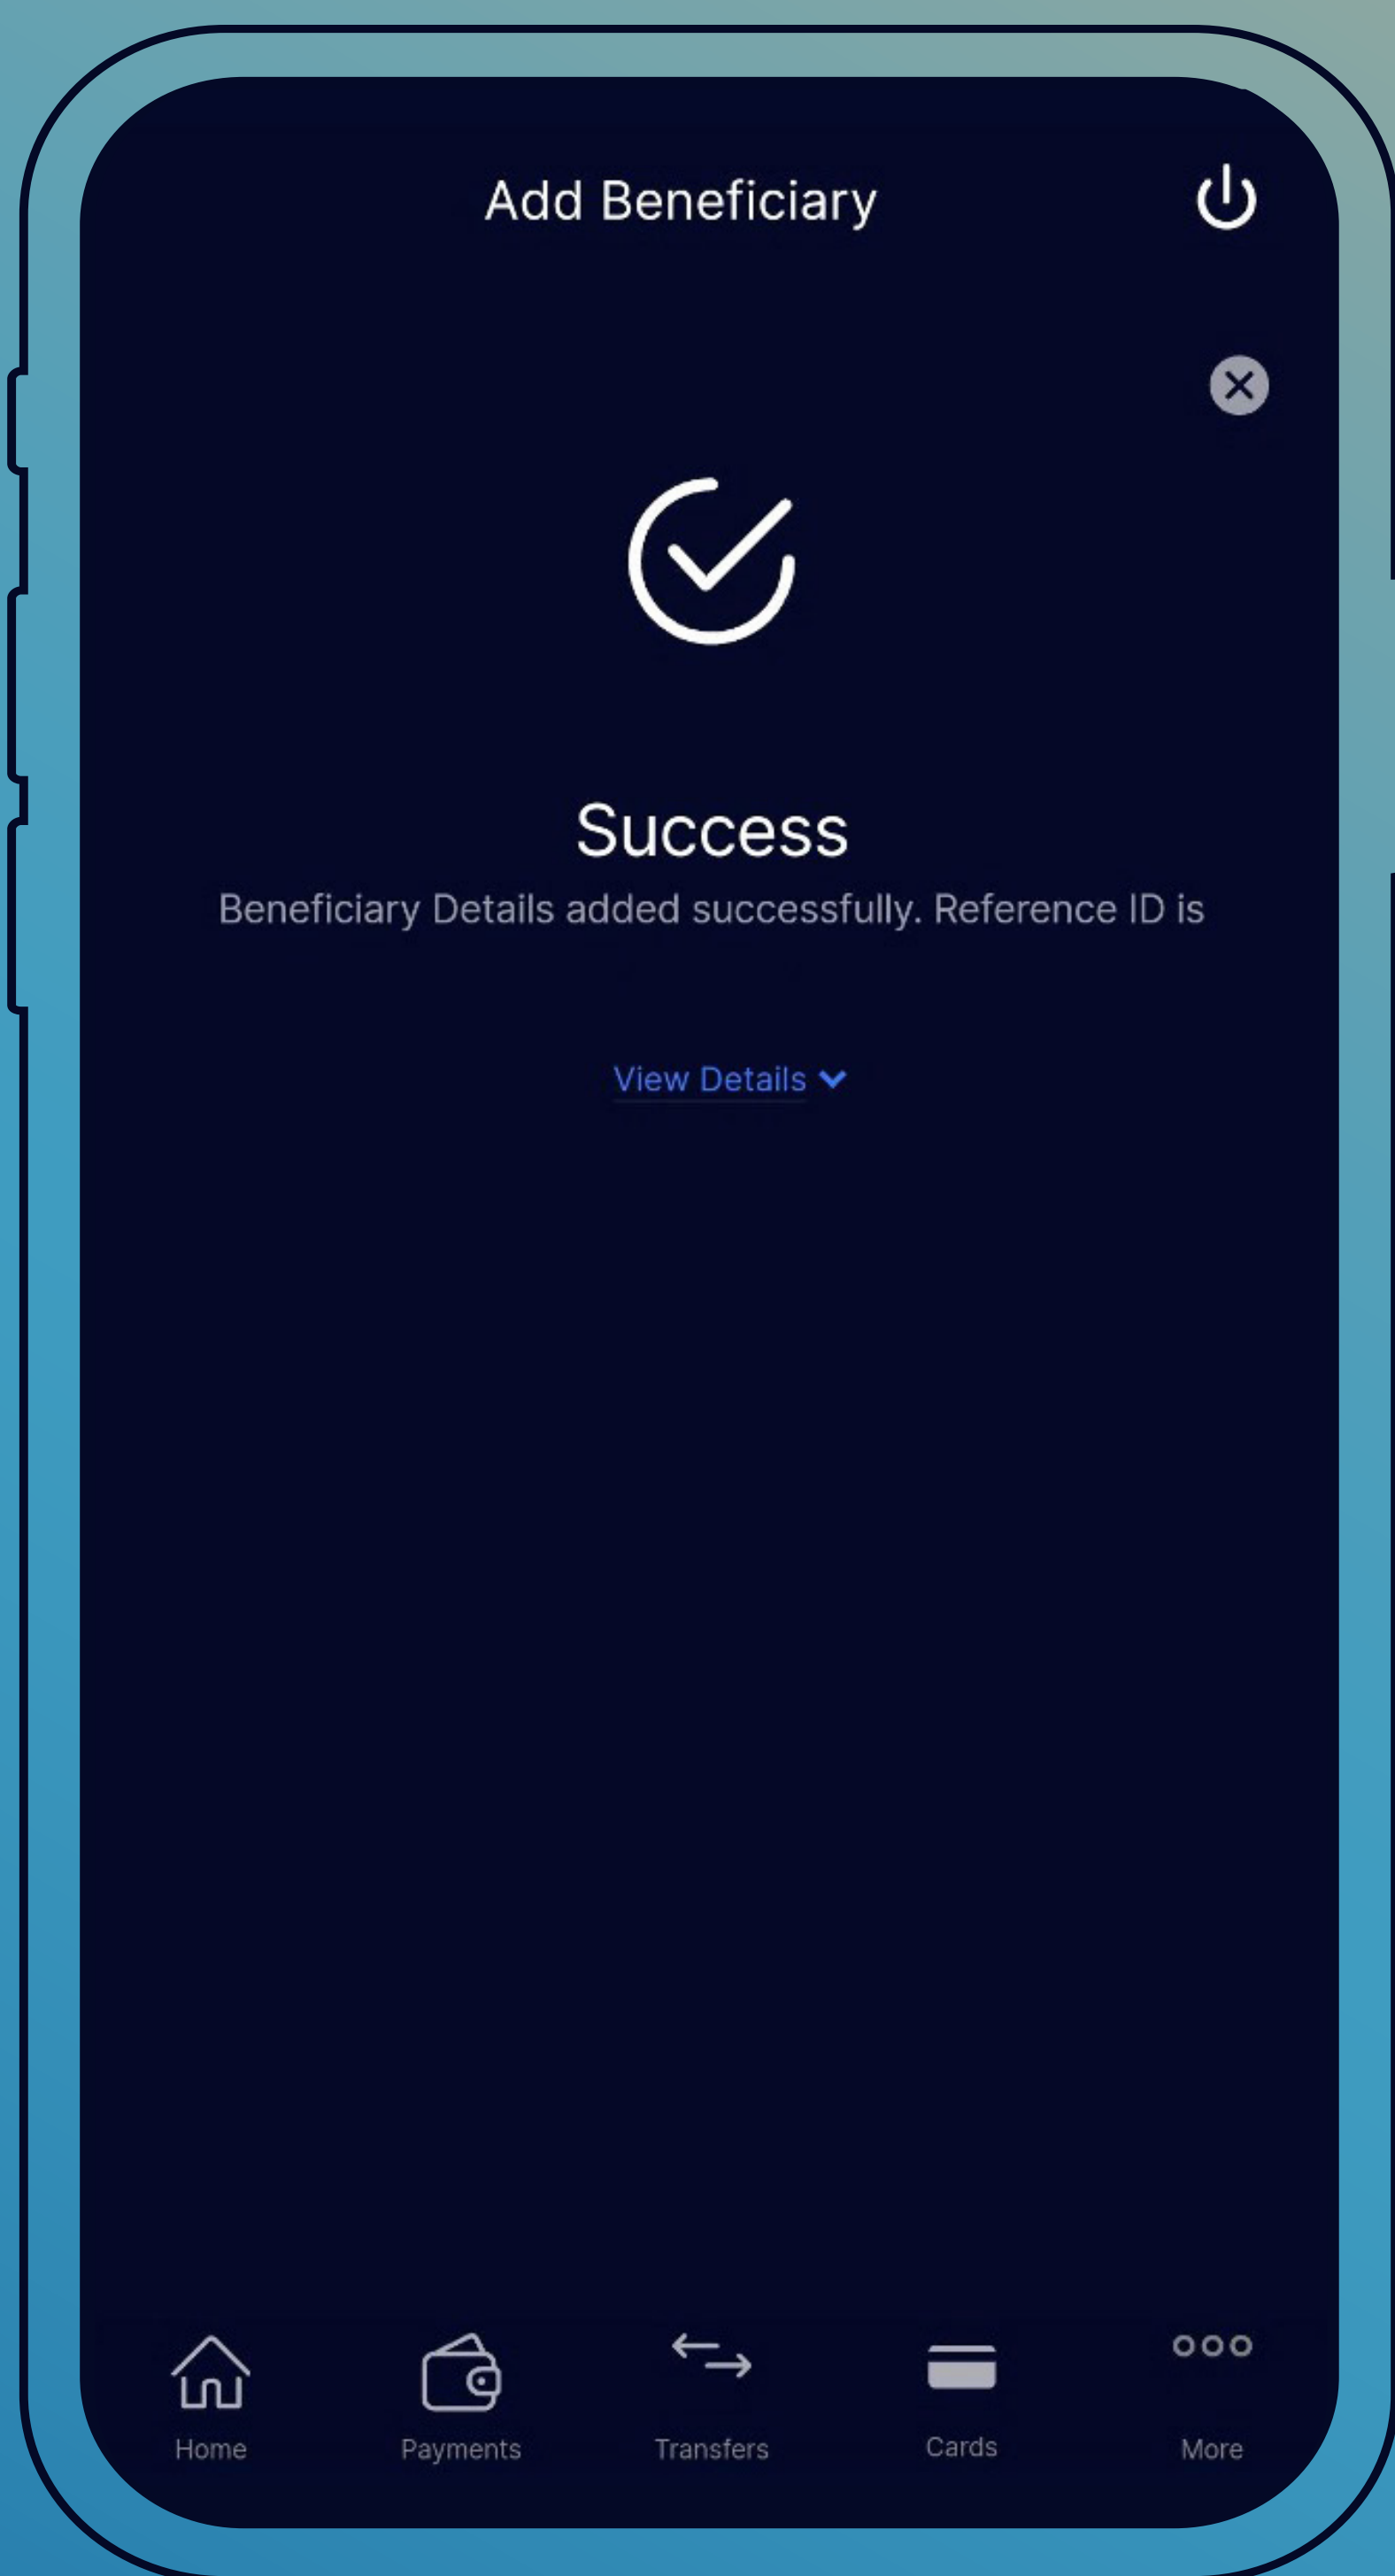 Add Beneficiary
Success
Beneficiary Details added successfully. Reference ID is
View Details
Home
Payments
Transfers
Cards
More